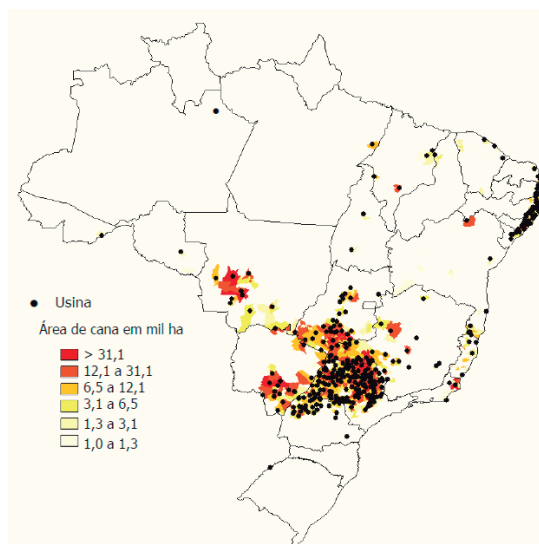 Usina
Área de cana em mil ha
> 31,1
12,1 a 31,1
6,5 a 12,1
3,1 a 6,5
1,3 a 3,1
1,0 a 1,3